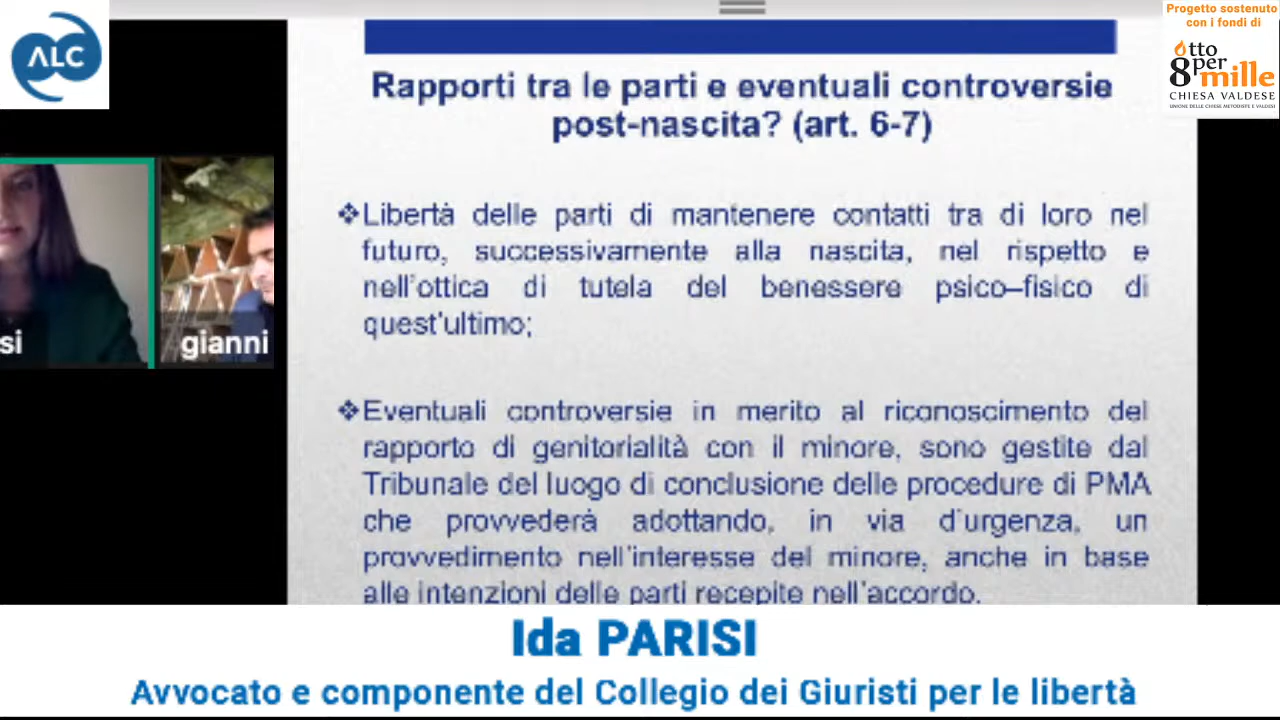 ALC
Progetto sostenuto
con i fondi di
otto
8 per
mille
CHIESA VALDESE
UNIONE DELLE CHIESE METODISTE E VALDESI
Rapporti tra le parti e eventuali controversie
post-nascita? (art. 6-7)
❖Libertà delle parti di mantenere contatti tra di loro nel
futuro, successivamente alla nascita, nel rispetto e
nell'ottica di tutela del benessere psico–fisico di
quest'ultimo;
❖Eventuali controversie in merito al riconoscimento del
rapporto di genitorialità con il minore, sono gestite dal
Tribunale del luogo di conclusione delle procedure di PMA
che provvederà adottando, in via d'urgenza, un
provvedimento nell'interesse del minore, anche in base
alle intenzioni delle parti recepite nell'accordo.
si
gianni
Ida PARISI
Avvocato e componente del Collegio dei Giuristi per le libertà